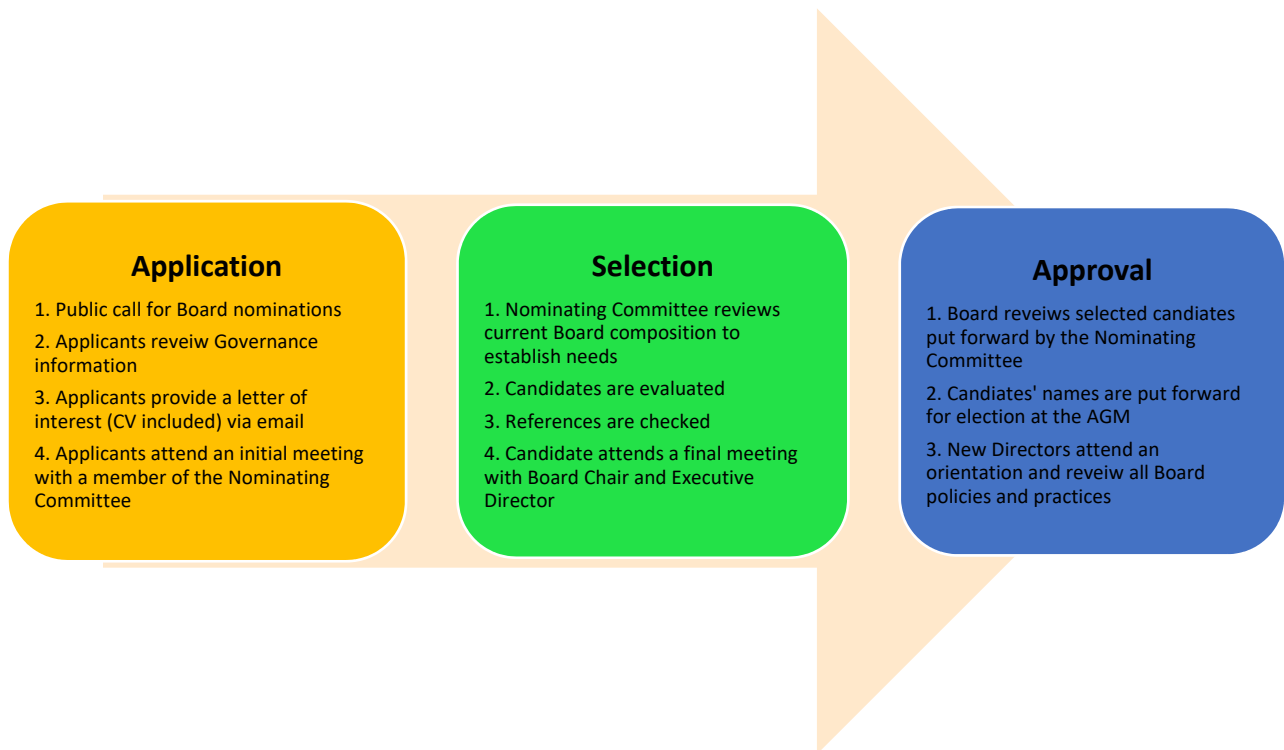 Application
1. Public call for Board nominations
2. Applicants reveiw Governance
information
3. Applicants provide a letter of
interest (CV included) via email
4. Applicants attend an initial meeting
with a member of the Nominating
Committee
Selection
1. Nominating Committee reviews
current Board composition to
establish needs
2. Candidates are evaluated
3. References are checked
4. Candidate attends a final meeting
with Board Chair and Executive
Director
Approval
1. Board reveiws selected candiates
put forward by the Nominating
Committee
2. Candiates' names are put forward
for election at the AGM
3. New Directors attend an
orientation and reveiw all Board
policies and practices